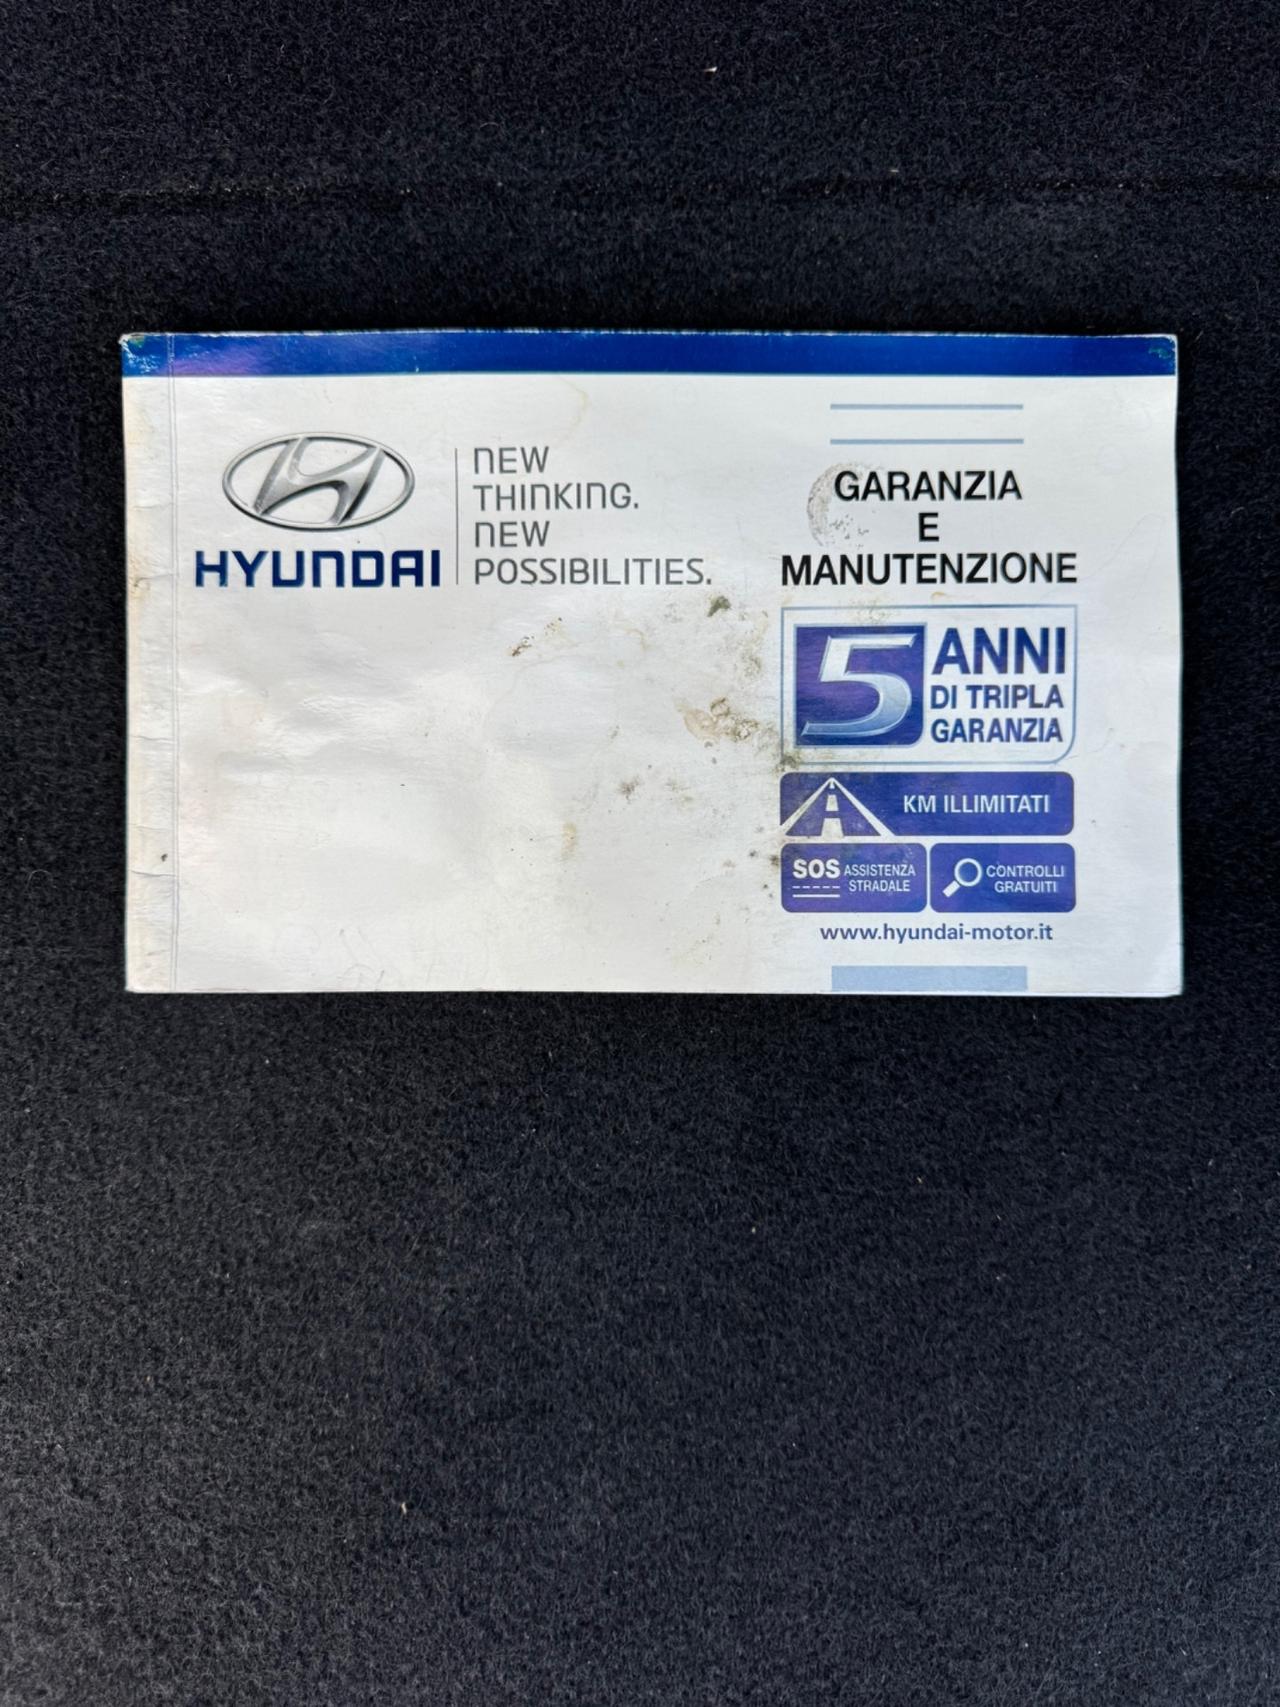 NEW
THINKING.
NEW
POSSIBILITIES.
HYUNDAI
GARANZIA
E
MANUTENZIONE
5 ANNI
DI TRIPLA
GARANZIA
KM ILLIMITATI
SOS ASSISTENZA
STRADALE
CONTROLLI
GRATUITI
www.hyundai-motor.it